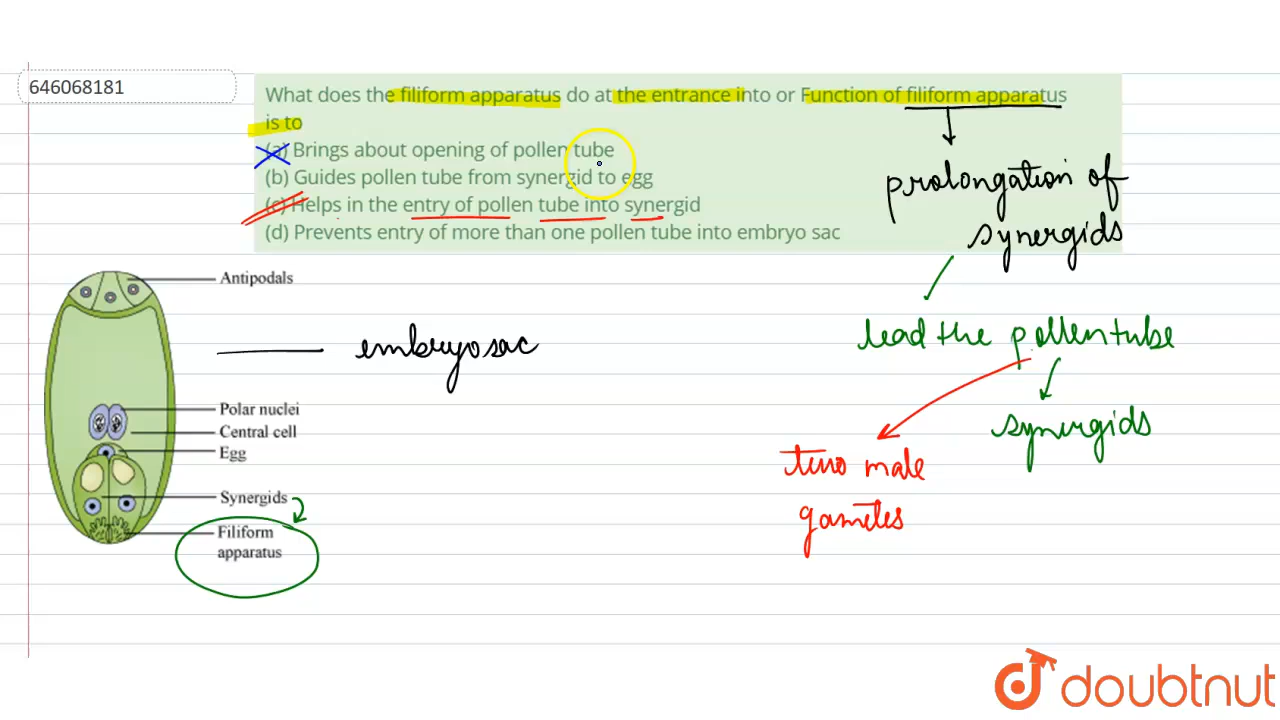 646068181
What does the filiform apparatus do at the entrance into or Function of filiform apparatus
is to
(a) Brings about opening of pollen tube
(b) Guides pollen tube from synergid to egg
(c) Helps in the entry of pollen tube into synergid
(d) Prevents entry of more than one pollen tube into embryo sac
prolongation of
synergids
lead the pollentube
synergids
two male
gametes
Antipodals
embryosac
Polar nuclei
Central cell
Egg
Synergids
Filiform
apparatus
doubtnut